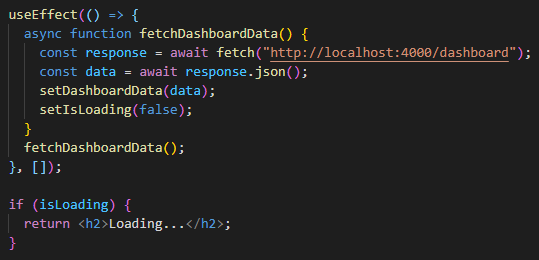 useEffect(() => {
  async function fetchDashboardData() {
    const response = await fetch("http://localhost:4000/dashboard");
    const data = await response.json();
    setDashboardData(data);
    setIsLoading(false);
  }
  fetchDashboardData();
}, []);

if (isLoading) {
  return <h2>Loading...</h2>;
}